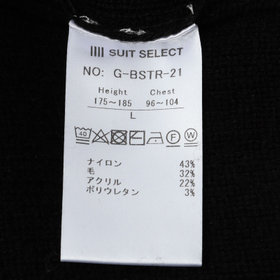 SUIT SELECT
NO: G-BSTR-21
Height Chest
175～185 96～104
L
40 F W
ナイロン 43%
毛 32%
アクリル 22%
ポリウレタン 3%